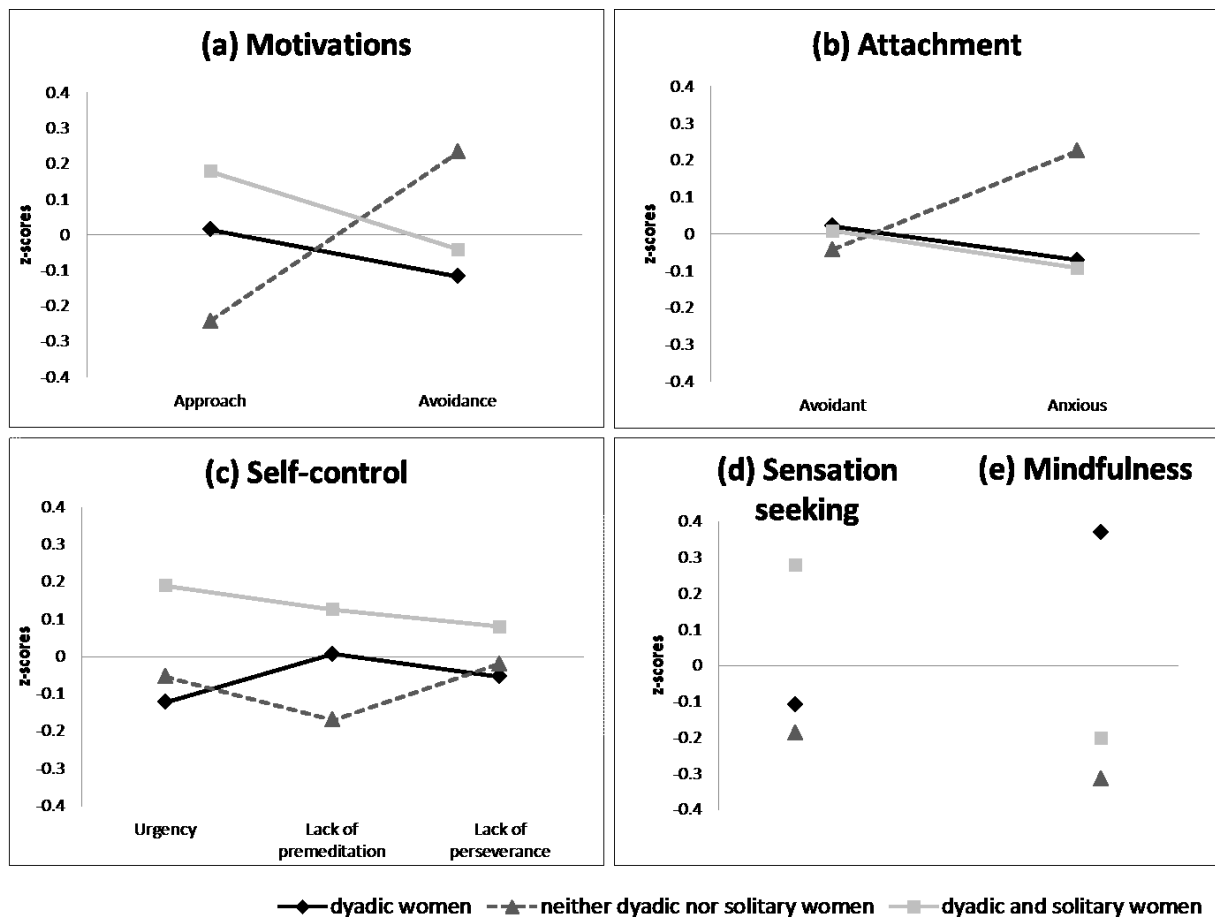 (a) Motivations
0.4
0.3
0.2
0.1
0
-0.1
-0.2
-0.3
-0.4
z-scores
Approach Avoidance
(b) Attachment
0.4
0.3
0.2
0.1
0
-0.1
-0.2
-0.3
-0.4
z-scores
Avoidant Anxious
(c) Self-control
0.4
0.3
0.2
0.1
0
-0.1
-0.2
-0.3
-0.4
z-scores
Urgency Lack of Lack of
premeditation perseverance
(d) Sensation (e) Mindfulness
seeking
0.4
0.3
0.2
0.1
0
-0.1
-0.2
-0.3
-0.4
z-scores
dyadic women neither dyadic nor solitary women dyadic and solitary women